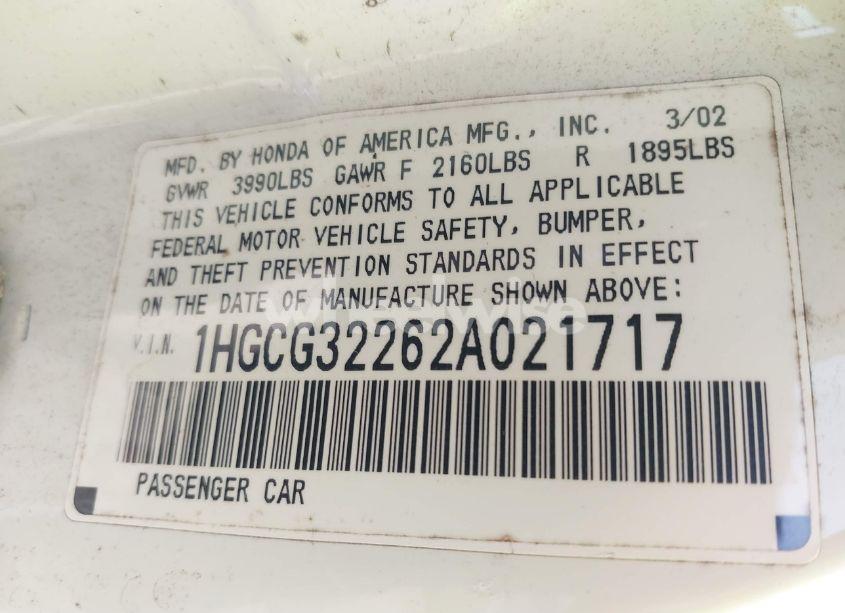 MFD. BY HONDA OF AMERICA MFG., INC. 3/02
GVWR 3990LBS GAWR F 2160LBS R 1895LBS
THIS VEHICLE CONFORMS TO ALL APPLICABLE
FEDERAL MOTOR VEHICLE SAFETY, BUMPER,
AND THEFT PREVENTION STANDARDS IN EFFECT
ON THE DATE OF MANUFACTURE SHOWN ABOVE:
V.I.N. 1HGCG32262A021717
PASSENGER CAR